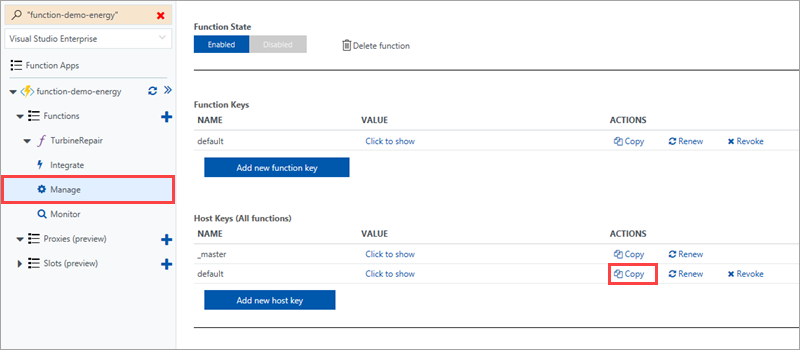 "function-demo-energy"
Visual Studio Enterprise
Function Apps
function-demo-energy
Functions
TurbineRepair
Integrate
Manage
Monitor
Proxies (preview)
Slots (preview)
Function State
Enabled Disabled Delete function
Function Keys
NAME VALUE ACTIONS
default Click to show Copy Renew Revoke
Add new function key
Host Keys (All functions)
NAME VALUE ACTIONS
_master Click to show Copy Renew
default Click to show Copy Renew Revoke
Add new host key